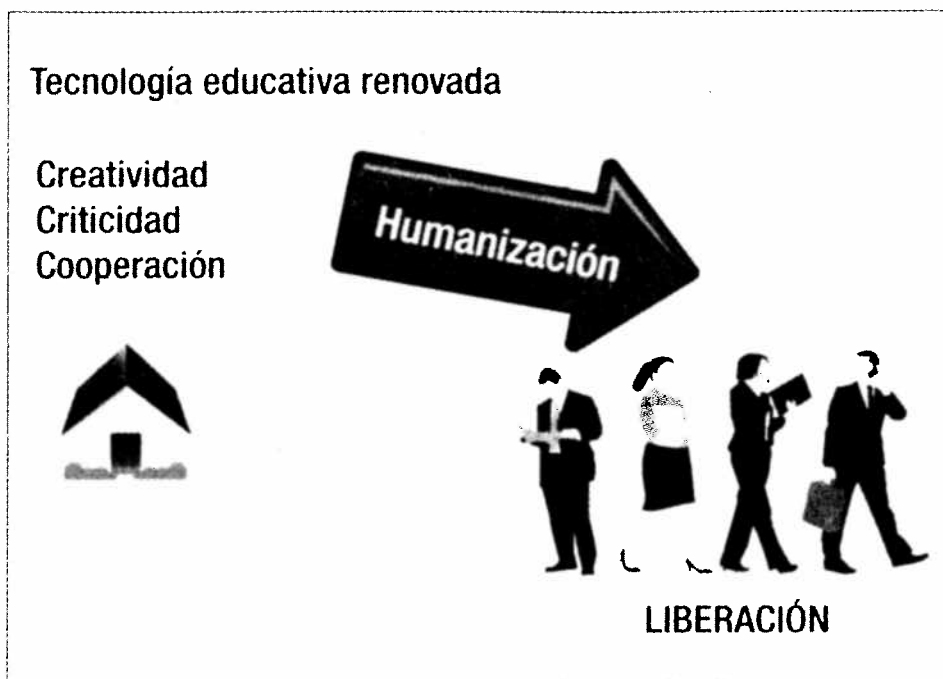 Tecnología educativa renovada
Creatividad
Criticidad
Cooperación
Humanización
LIBERACIÓN